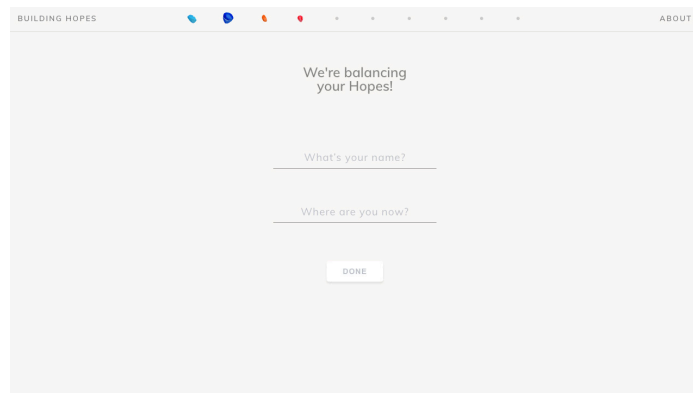 BUILDING HOPES
ABOUT
We're balancing
your Hopes!
What's your name?
Where are you now?
DONE